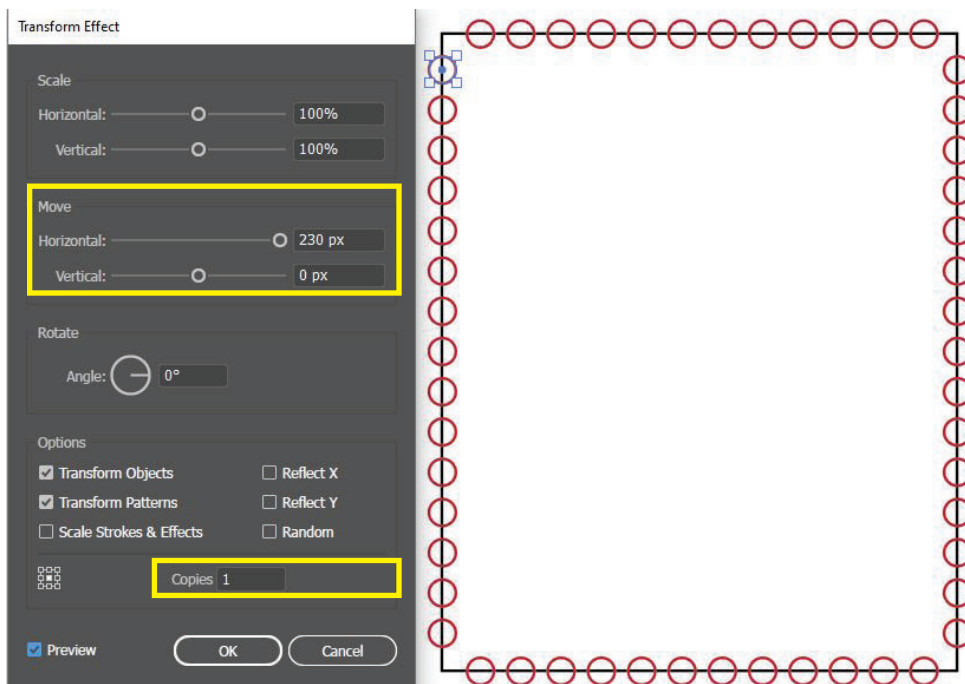 Transform Effect
Scale
Horizontal: 100%
Vertical: 100%
Move
Horizontal: 230 px
Vertical: 0 px
Rotate
Angle: 0°
Options
Transform Objects Reflect X
Transform Patterns Reflect Y
Scale Strokes & Effects Random
Copies 1
Preview OK Cancel